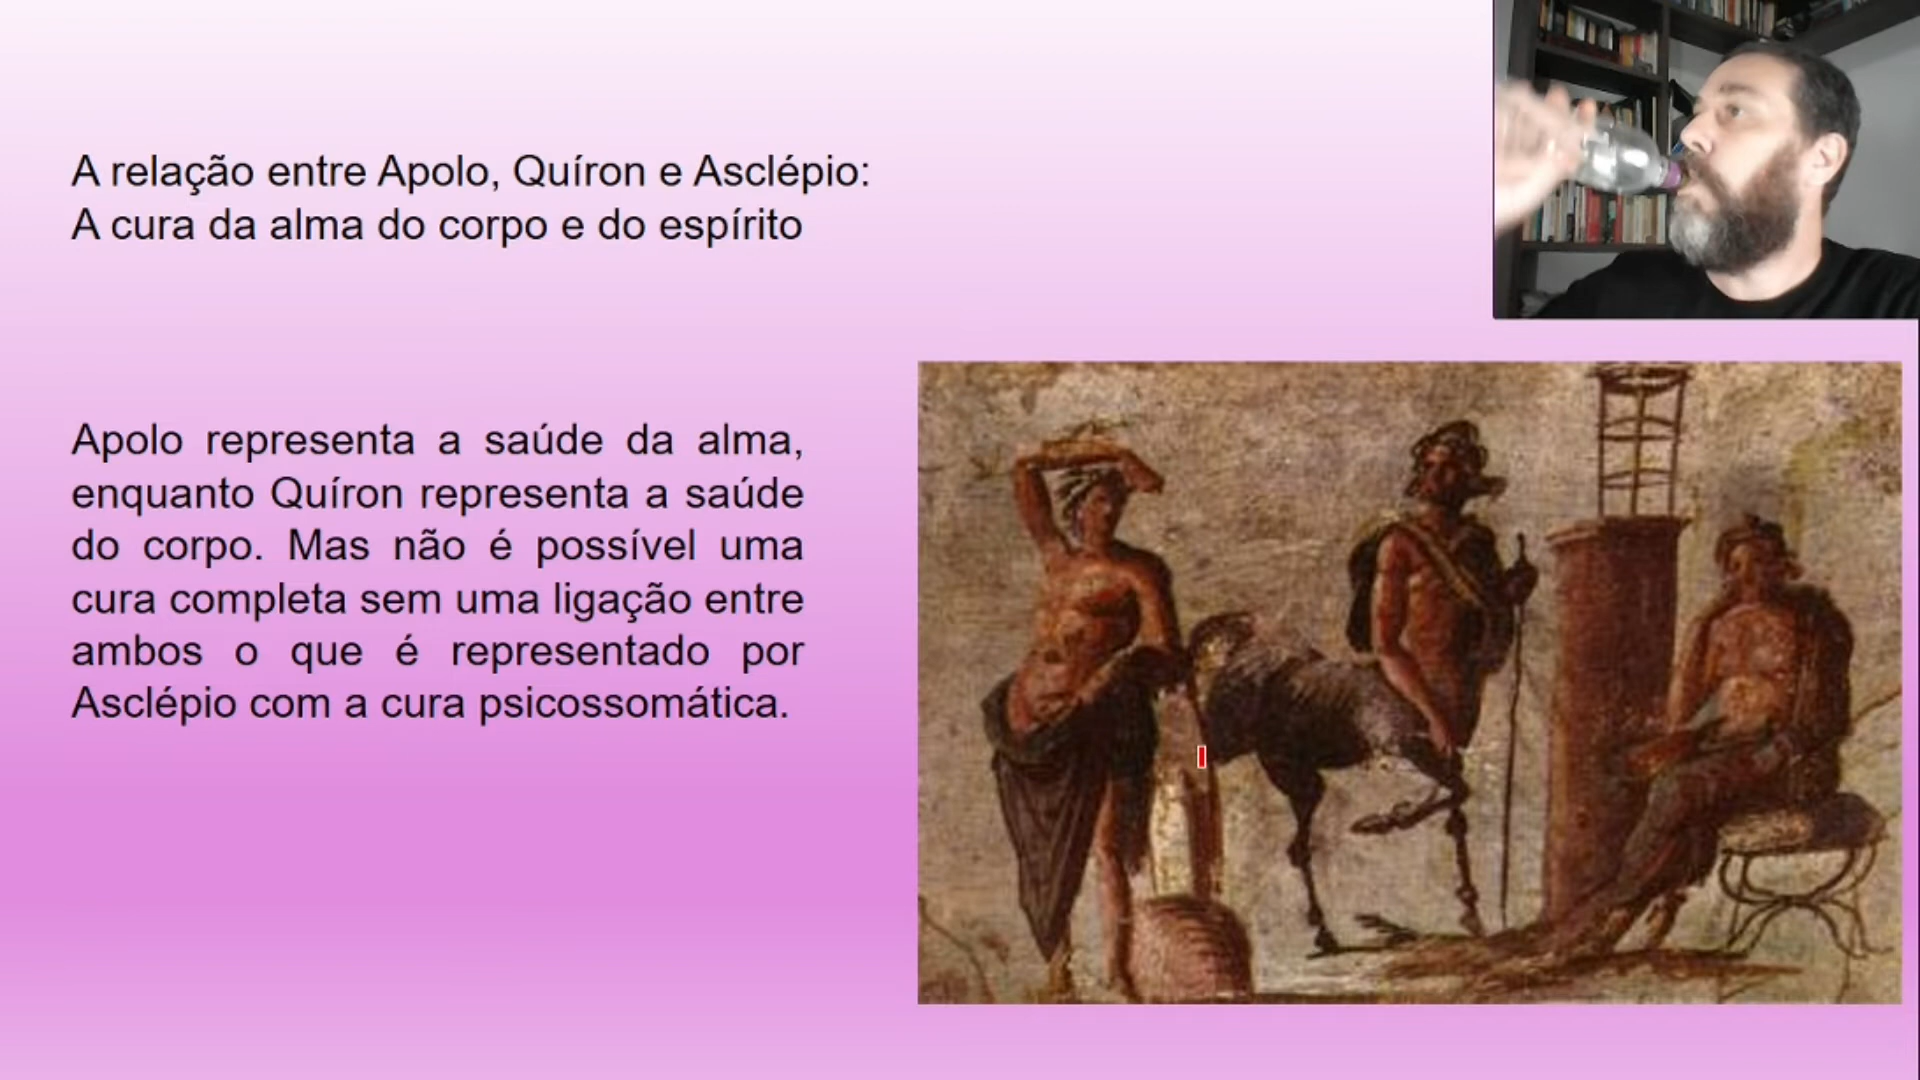 A relação entre Apolo, Quíron e Asclépio:
A cura da alma do corpo e do espírito
Apolo representa a saúde da alma,
enquanto Quíron representa a saúde
do corpo. Mas não é possível uma
cura completa sem uma ligação entre
ambos o que é representado por
Asclépio com a cura psicossomática.